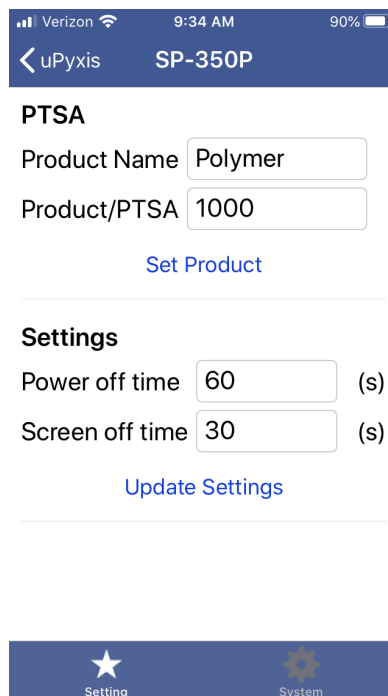 Verizon 9:34 AM 90%
uPyxis SP-350P
PTSA
Product Name Polymer
Product/PTSA 1000
Set Product
Settings
Power off time 60 (s)
Screen off time 30 (s)
Update Settings
Setting System